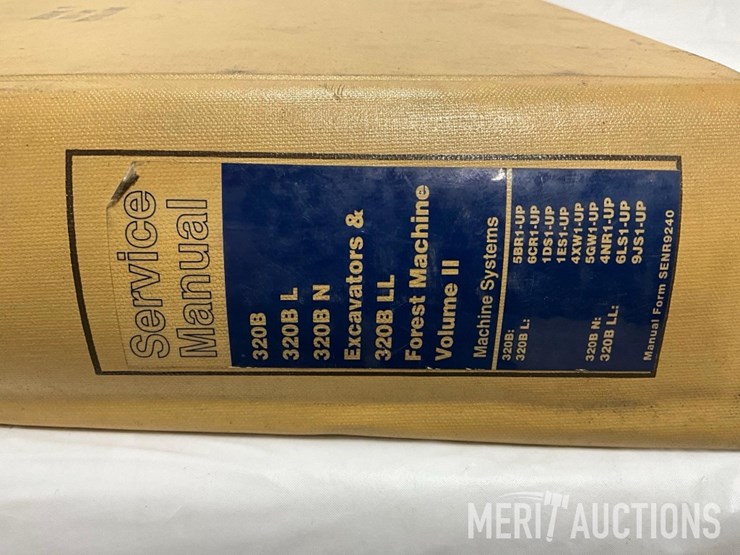 Service
Manual
320B
320B L
320B N
Excavators &
320B LL
Forest Machine
Volume II
Machine Systems
320B: 5BR1-UP
320B L: 6CR1-UP
1DS1-UP
1ES1-UP
4XW1-UP
5GW1-UP
320B N: 4NR1-UP
320B LL: 6LS1-UP
9JS1-UP
Manual Form SENR9240
MERIT AUCTIONS